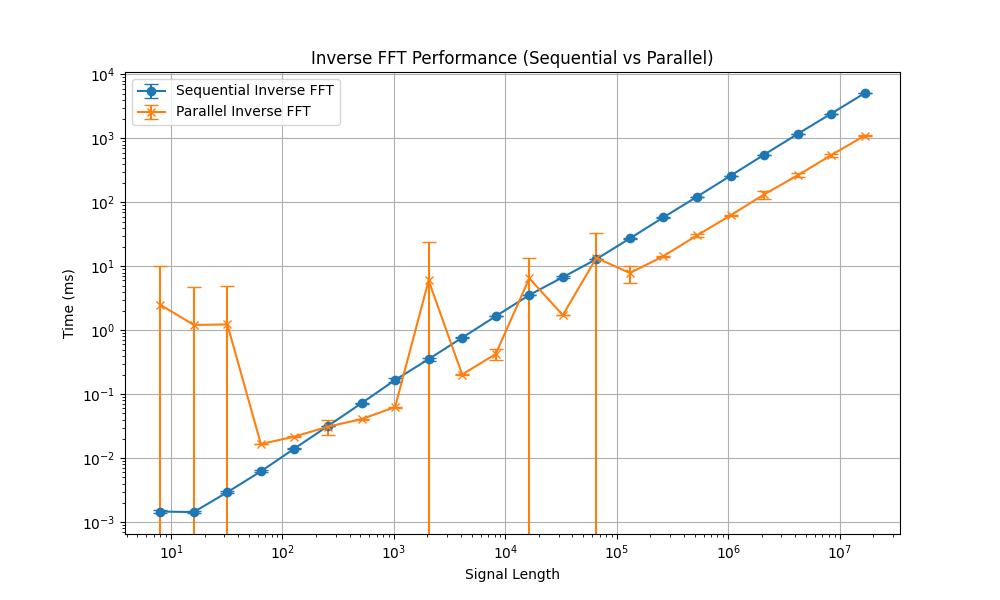 Inverse FFT Performance (Sequential vs Parallel)
Sequential Inverse FFT
Parallel Inverse FFT
Time (ms)
10⁴
10³
10²
10¹
10⁰
10⁻¹
10⁻²
10⁻³
10¹ 10² 10³ 10⁴ 10⁵ 10⁶ 10⁷
Signal Length